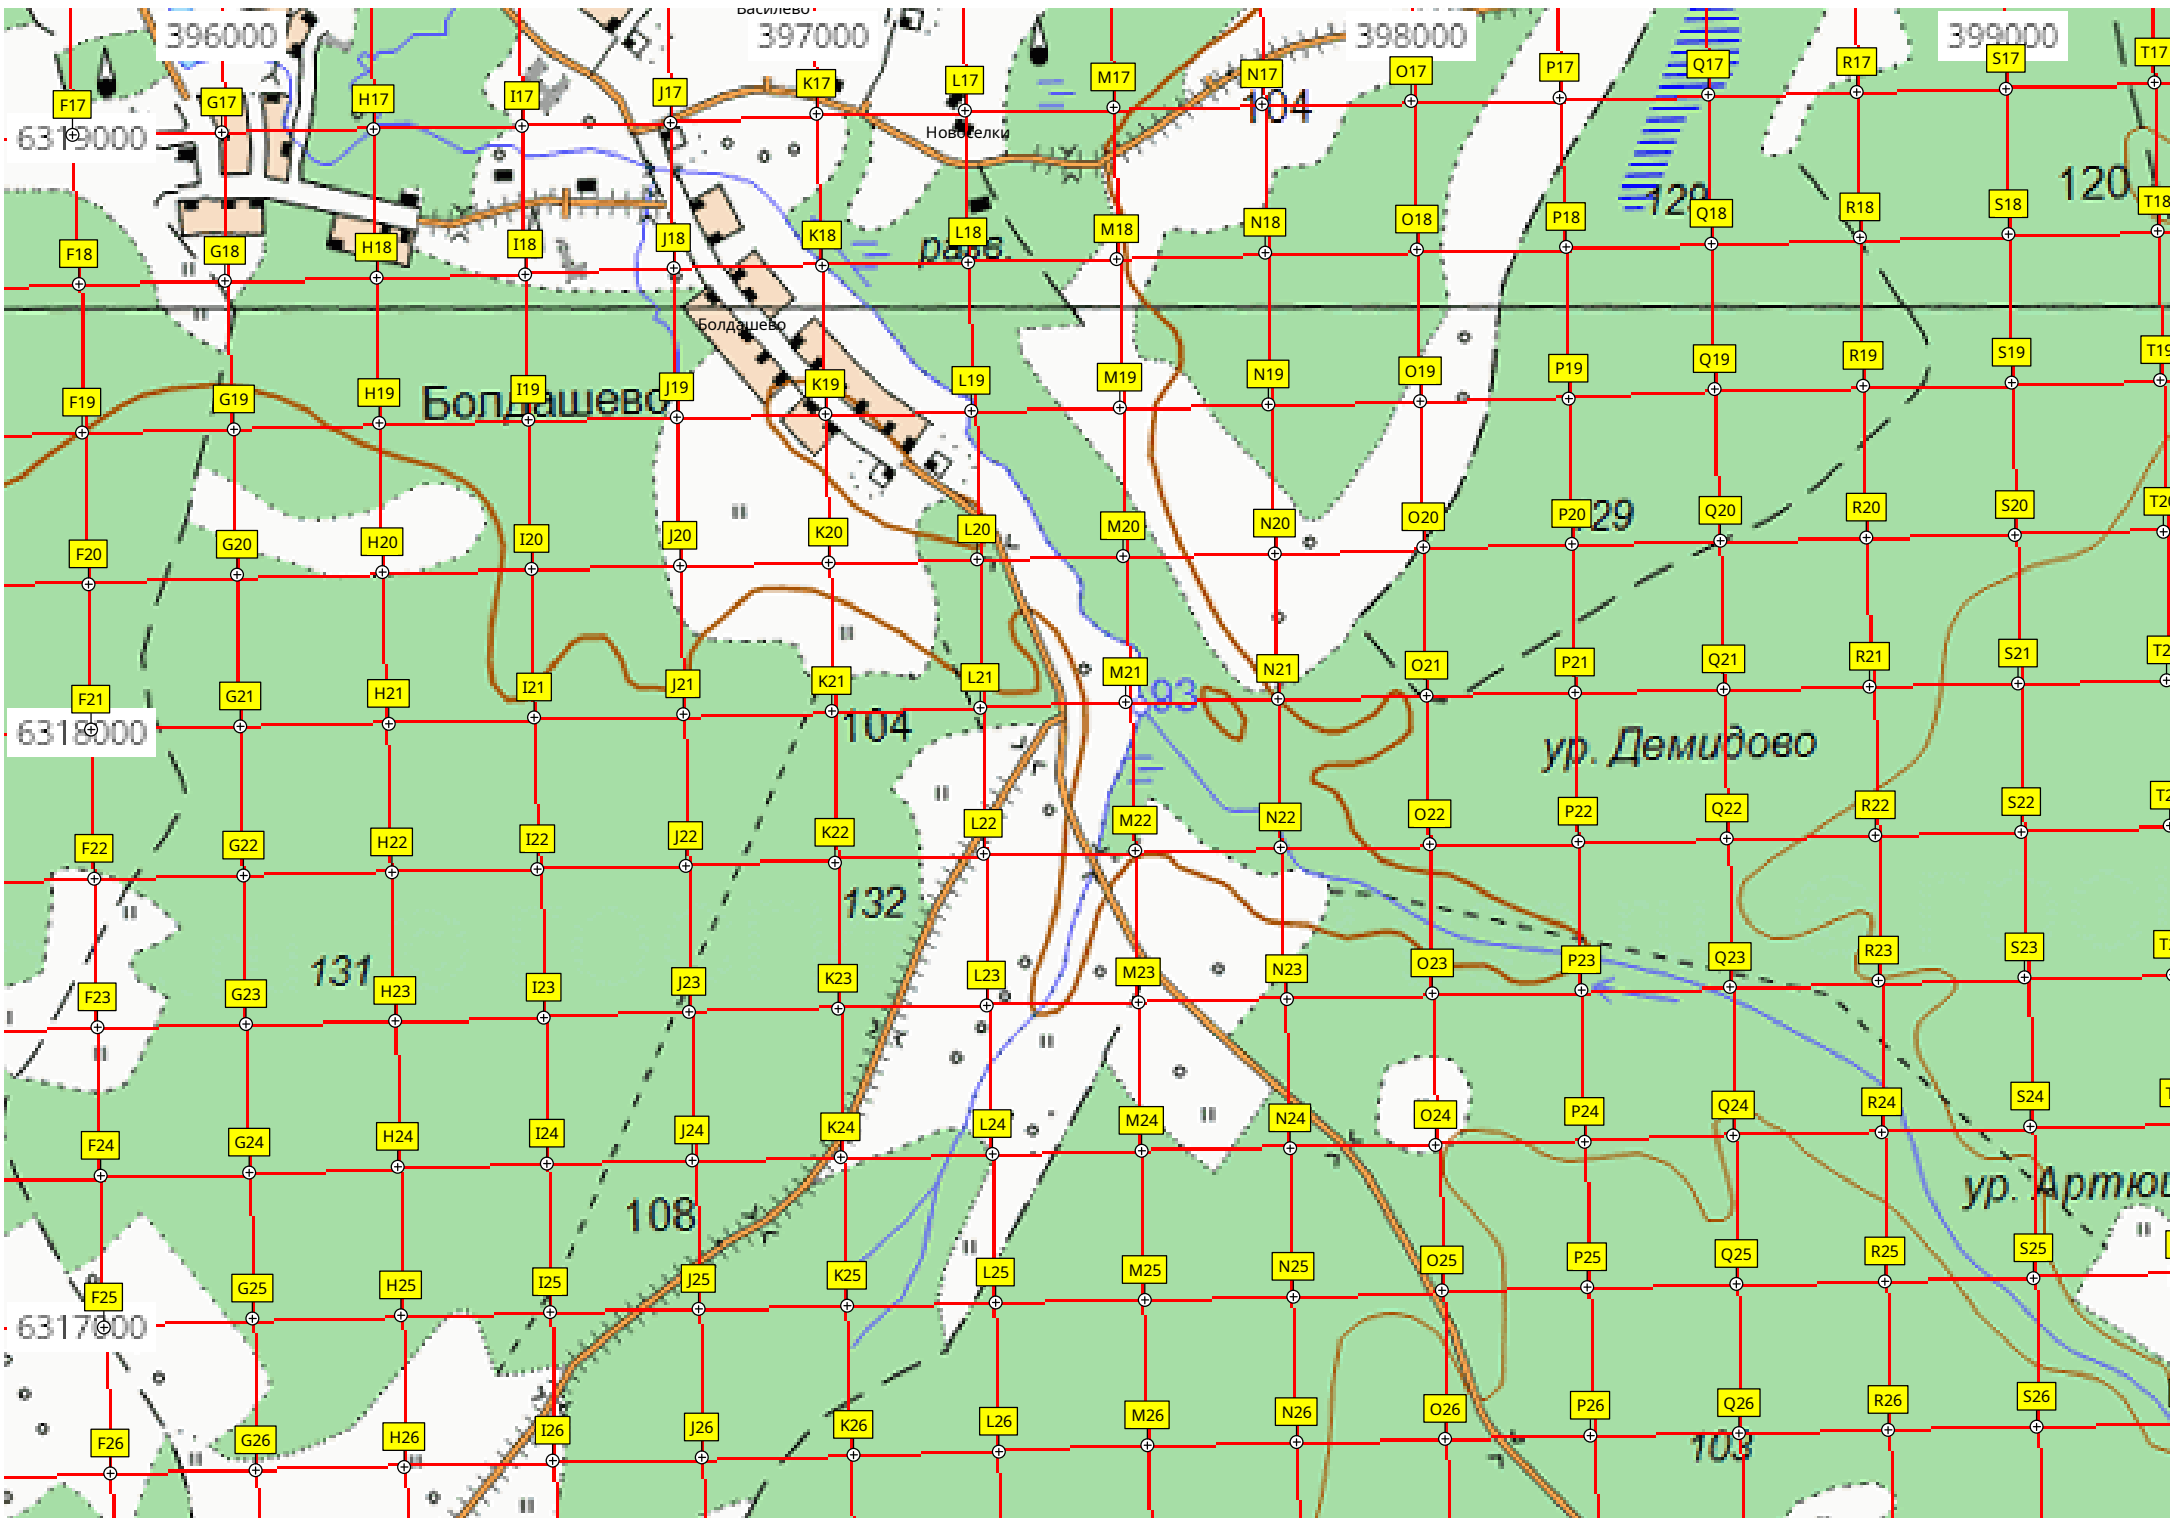 Василево
396000 397000 398000 399000
F17 G17 H17 I17 J17 K17 L17 M17 N17 O17 P17 Q17 R17 S17 T17
104
6319000
Новоселки
129
120
F18 G18 H18 I18 J18 K18 L18 M18 N18 O18 P18 Q18 R18 S18 T18
разв.
Болдашево
F19 G19 H19 I19 J19 K19 L19 M19 N19 O19 P19 Q19 R19 S19 T19
Болдашево
F20 G20 H20 I20 J20 K20 L20 M20 N20 O20 P20 Q20 R20 S20 T20
29
F21 G21 H21 I21 J21 K21 L21 M21 N21 O21 P21 Q21 R21 S21
93
6318000
104
ур. Демидово
F22 G22 H22 I22 J22 K22 L22 M22 N22 O22 P22 Q22 R22 S22
132
131
F23 G23 H23 I23 J23 K23 L23 M23 N23 O23 P23 Q23 R23 S23
F24 G24 H24 I24 J24 K24 L24 M24 N24 O24 P24 Q24 R24 S24
ур. Артюш
108
F25 G25 H25 I25 J25 K25 L25 M25 N25 O25 P25 Q25 R25 S25
6317000
F26 G26 H26 I26 J26 K26 L26 M26 N26 O26 P26 Q26 R26 S26
103